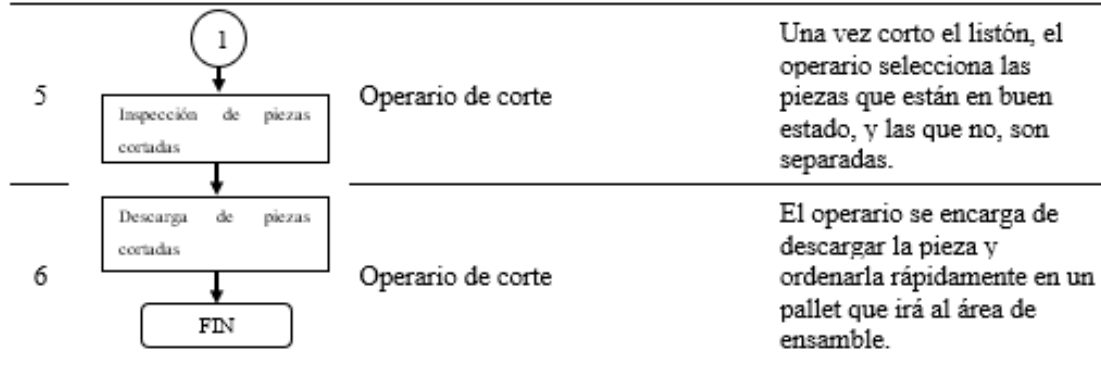 1
5
Inspección de piezas
cortadas
Operario de corte
Una vez corto el listón, el
operario selecciona las
piezas que están en buen
estado, y las que no, son
separadas.
6
Descarga de piezas
cortadas
FIN
Operario de corte
El operario se encarga de
descargar la pieza y
ordenarla rápidamente en un
pallet que irá al área de
ensamble.